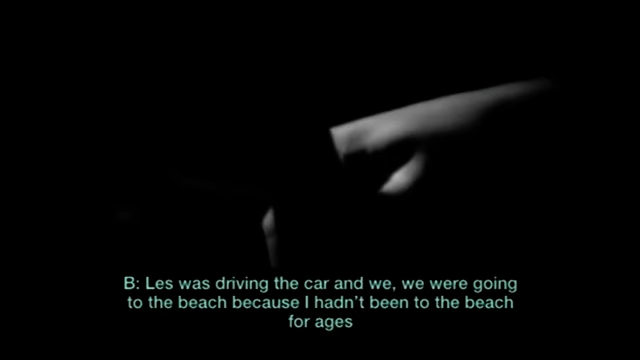 B: Les was driving the car and we, we were going
to the beach because I hadn't been to the beach
for ages